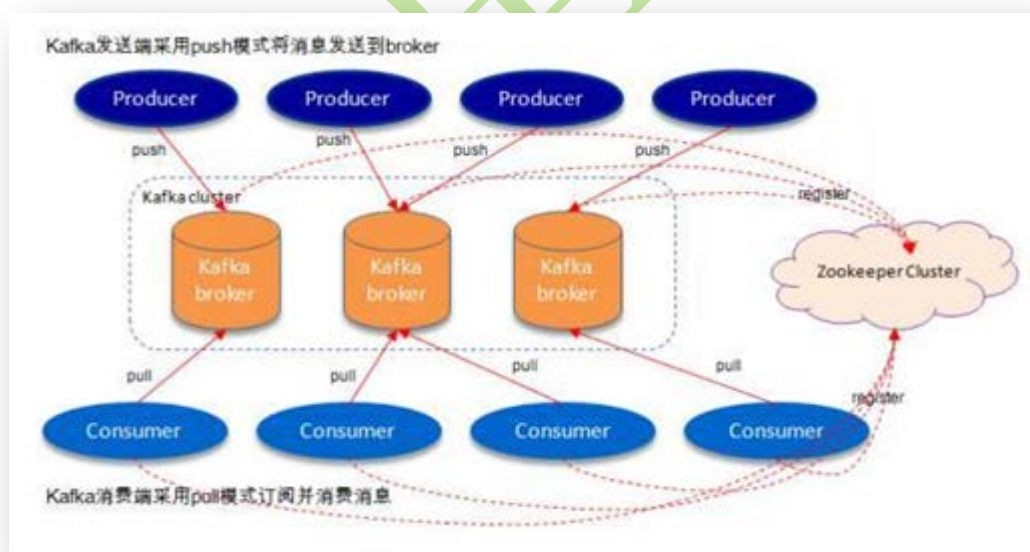 Kafka发送端采用push模式将消息发送到broker
Producer Producer Producer Producer
push push push push
Kafka cluster
register
Kafka broker
Kafka broker
Kafka broker
Zookeeper Cluster
pull pull pull pull
register
Consumer Consumer Consumer Consumer
Kafka消费端采用pull模式订阅并消费消息